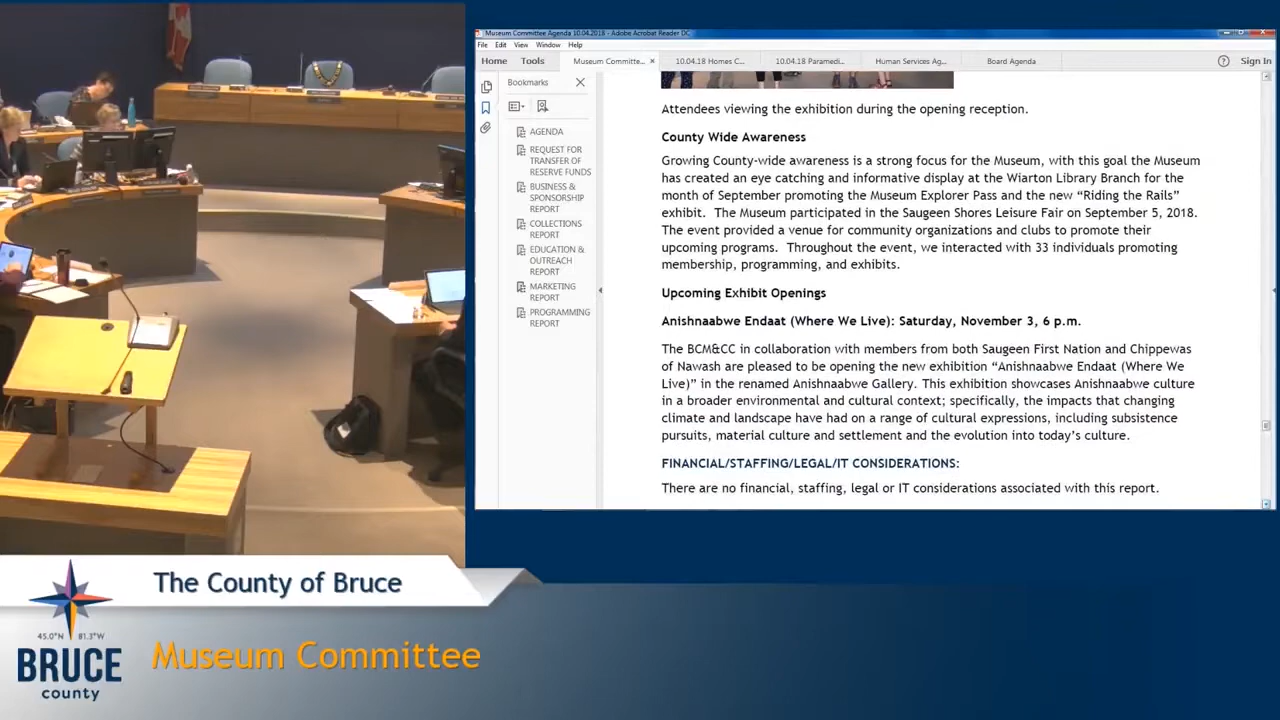 Museum Committee Agenda 10.04.2018 - Adobe Acrobat Reader DC
File Edit View Window Help
Home Tools Museum Committe... × 10.04.18 Homes C... 10.04.18 Paramedi... Human Services Ag... Board Agenda Sign In
Bookmarks
AGENDA
REQUEST FOR
TRANSFER OF
RESERVE FUNDS
BUSINESS &
SPONSORSHIP
REPORT
COLLECTIONS
REPORT
EDUCATION &
OUTREACH
REPORT
MARKETING
REPORT
PROGRAMMING
REPORT
Attendees viewing the exhibition during the opening reception.
County Wide Awareness
Growing County-wide awareness is a strong focus for the Museum, with this goal the Museum
has created an eye catching and informative display at the Wiarton Library Branch for the
month of September promoting the Museum Explorer Pass and the new “Riding the Rails”
exhibit. The Museum participated in the Saugeen Shores Leisure Fair on September 5, 2018.
The event provided a venue for community organizations and clubs to promote their
upcoming programs. Throughout the event, we interacted with 33 individuals promoting
membership, programming, and exhibits.
Upcoming Exhibit Openings
Anishnaabwe Endaat (Where We Live): Saturday, November 3, 6 p.m.
The BCM&CC in collaboration with members from both Saugeen First Nation and Chippewas
of Nawash are pleased to be opening the new exhibition “Anishnaabwe Endaat (Where We
Live)” in the renamed Anishnaabwe Gallery. This exhibition showcases Anishnaabwe culture
in a broader environmental and cultural context; specifically, the impacts that changing
climate and landscape have had on a range of cultural expressions, including subsistence
pursuits, material culture and settlement and the evolution into today’s culture.
FINANCIAL/STAFFING/LEGAL/IT CONSIDERATIONS:
There are no financial, staffing, legal or IT considerations associated with this report.
The County of Bruce
Museum Committee
45.0°N 81.3°W
BRUCE
county